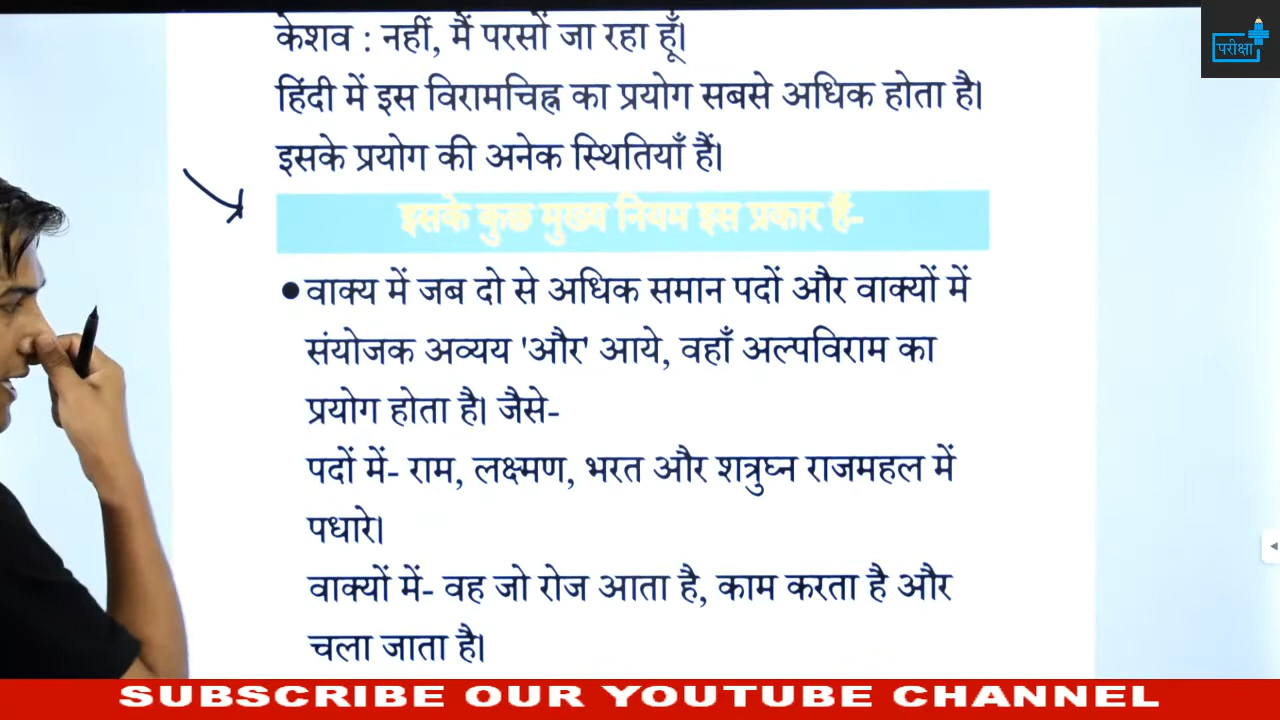 केशव : नहीं, मैं परसों जा रहा हूँ।
परीक्षा
हिंदी में इस विरामचिह्न का प्रयोग सबसे अधिक होता है।
इसके प्रयोग की अनेक स्थितियाँ हैं।
इसके कुछ मुख्य नियम इस प्रकार हैं-
● वाक्य में जब दो से अधिक समान पदों और वाक्यों में
संयोजक अव्यय 'और' आये, वहाँ अल्पविराम का
प्रयोग होता है। जैसे-
पदों में- राम, लक्ष्मण, भरत और शत्रुघ्न राजमहल में
पधारे।
वाक्यों में- वह जो रोज आता है, काम करता है और
चला जाता है।
SUBSCRIBE OUR YOUTUBE CHANNEL